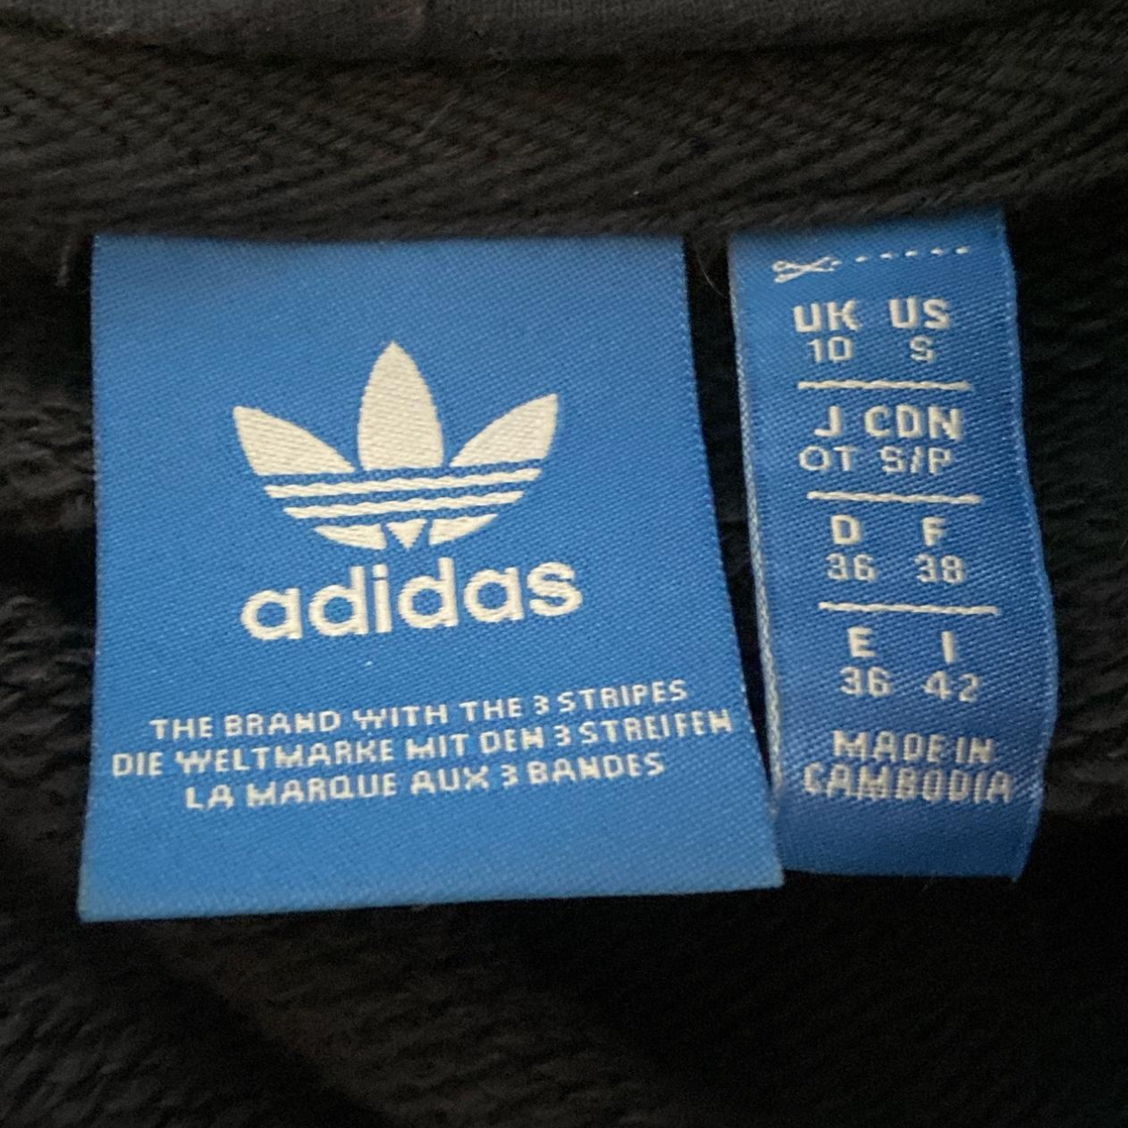 adidas
THE BRAND WITH THE 3 STRIPES
DIE WELTMARKE MIT DEN 3 STREIFEN
LA MARQUE AUX 3 BANDES
UK US
10 S
J CDN
OT S/P
D F
36 38
E I
36 42
MADE IN
CAMBODIA